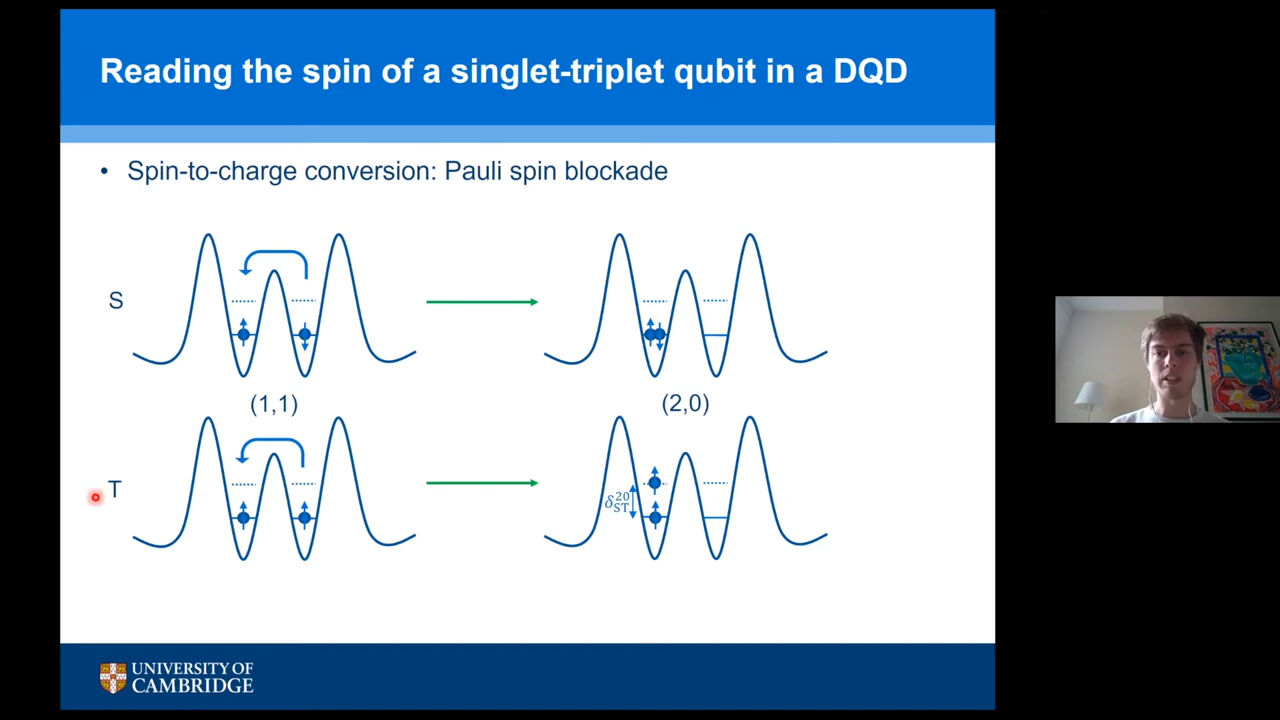 Reading the spin of a singlet-triplet qubit in a DQD
• Spin-to-charge conversion: Pauli spin blockade
S
(1,1)
(2,0)
T
δ²⁰ST
UNIVERSITY OF
CAMBRIDGE